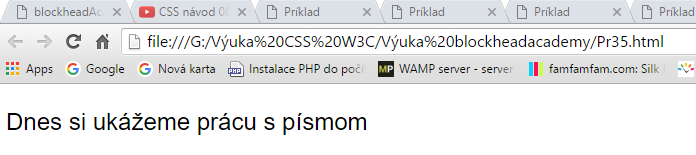 blockheadAc
CSS návod 08
Príklad
Príklad
Príklad
Príklad
file:///G:/Výuka%20CSS%20W3C/Výuka%20blockheadacademy/Pr35.html
Apps
Google
Nová karta
Instalace PHP do poč
WAMP server - server
famfamfam.com: Silk
Dnes si ukážeme prácu s písmom